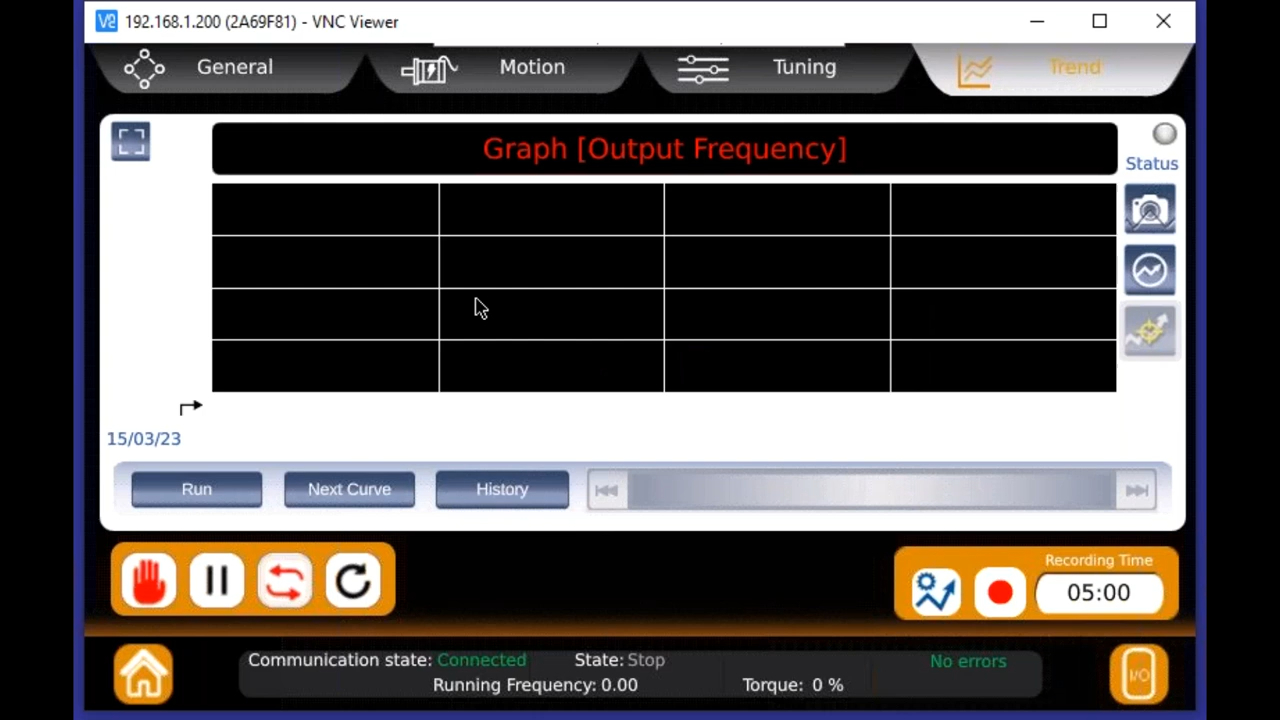 192.168.1.200 (2A69F81) - VNC Viewer
General
Motion
Tuning
Trend
Graph [Output Frequency]
Status
15/03/23
Run
Next Curve
History
Recording Time
05:00
Communication state: Connected State: Stop No errors
Running Frequency: 0.00 Torque: 0 %
I/O